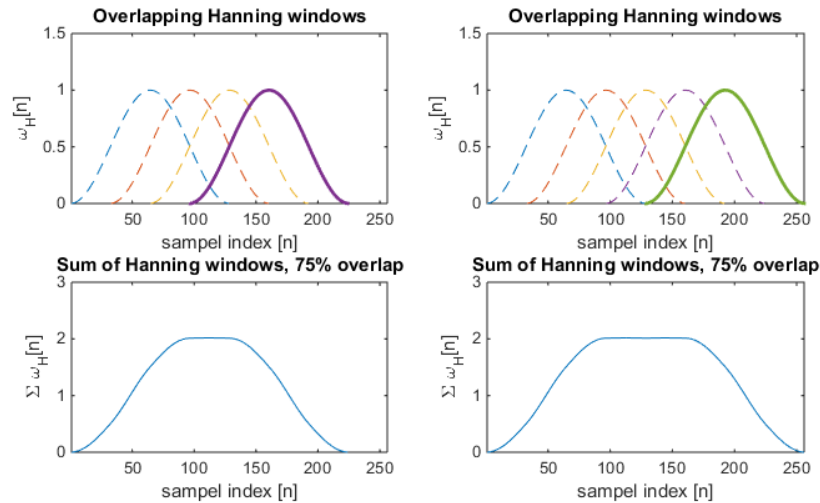 Overlapping Hanning windows
1.5
1
0.5
0
ω_H[n]
50 100 150 200 250
sampel index [n]
Overlapping Hanning windows
1.5
1
0.5
0
ω_H[n]
50 100 150 200 250
sampel index [n]
Sum of Hanning windows, 75% overlap
3
2
1
0
Σ ω_H[n]
50 100 150 200 250
sampel index [n]
Sum of Hanning windows, 75% overlap
3
2
1
0
Σ ω_H[n]
50 100 150 200 250
sampel index [n]